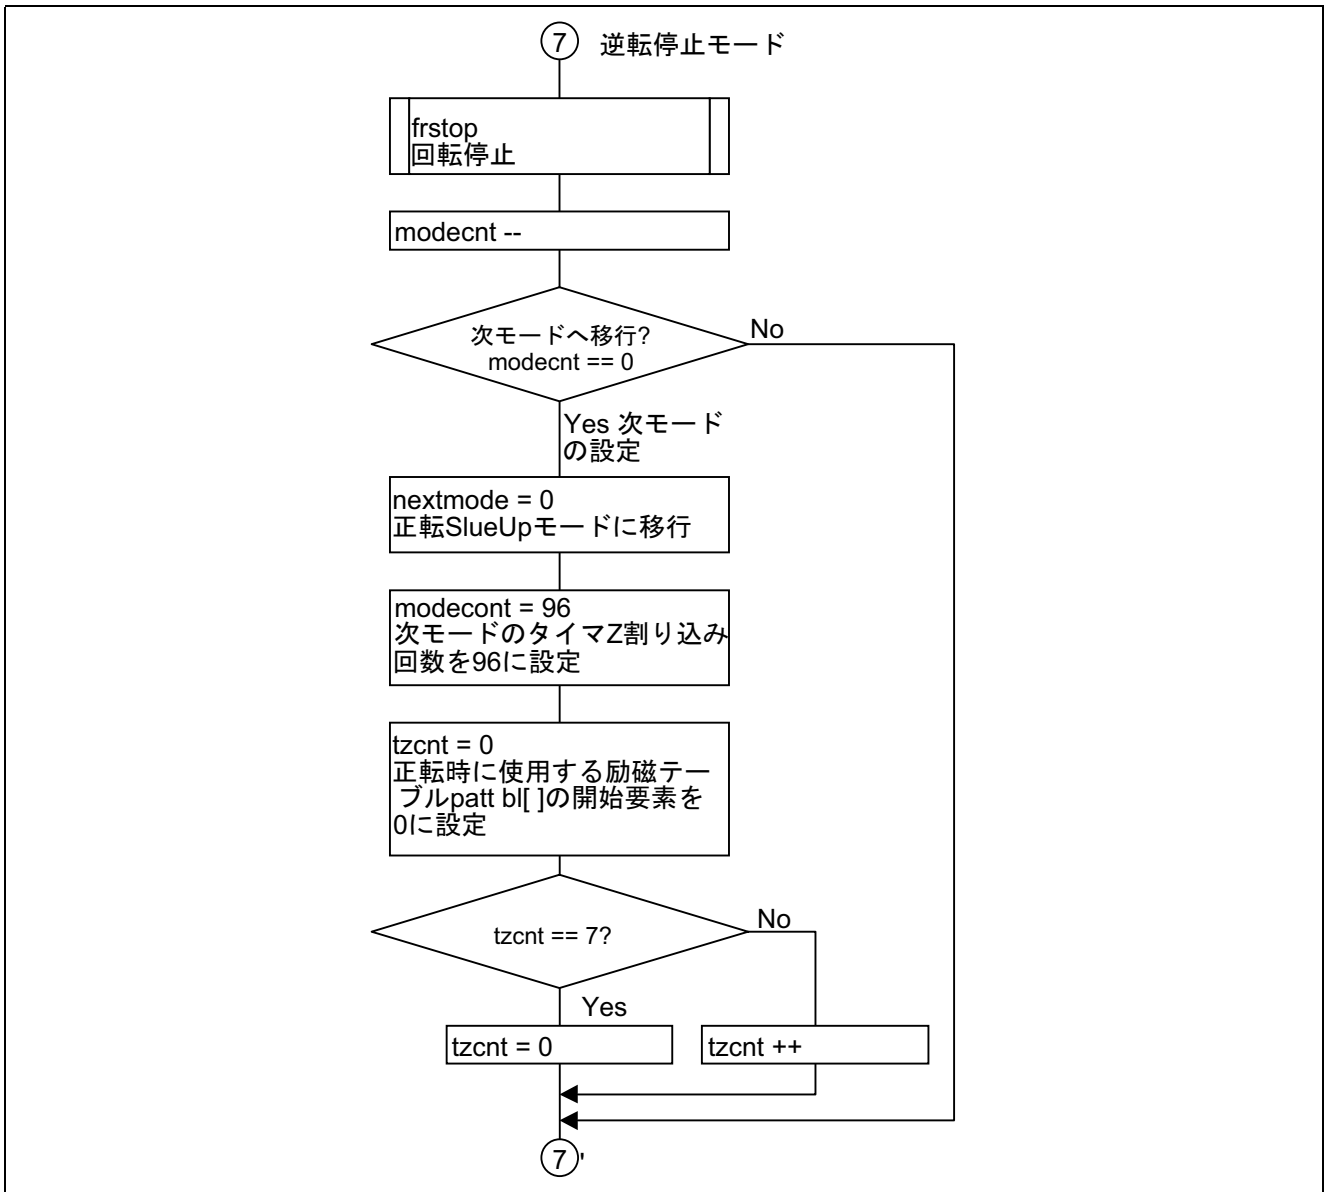 7 逆転停止モード
frstop
回転停止
modecnt --
次モードへ移行?
modecnt == 0
No
Yes 次モード
の設定
nextmode = 0
正転SlueUpモードに移行
modecont = 96
次モードのタイマZ割り込み
回数を96に設定
tzcnt = 0
正転時に使用する励磁テー
ブルpatt bl[ ]の開始要素を
0に設定
tzcnt == 7?
No
Yes
tzcnt = 0
tzcnt ++
7'